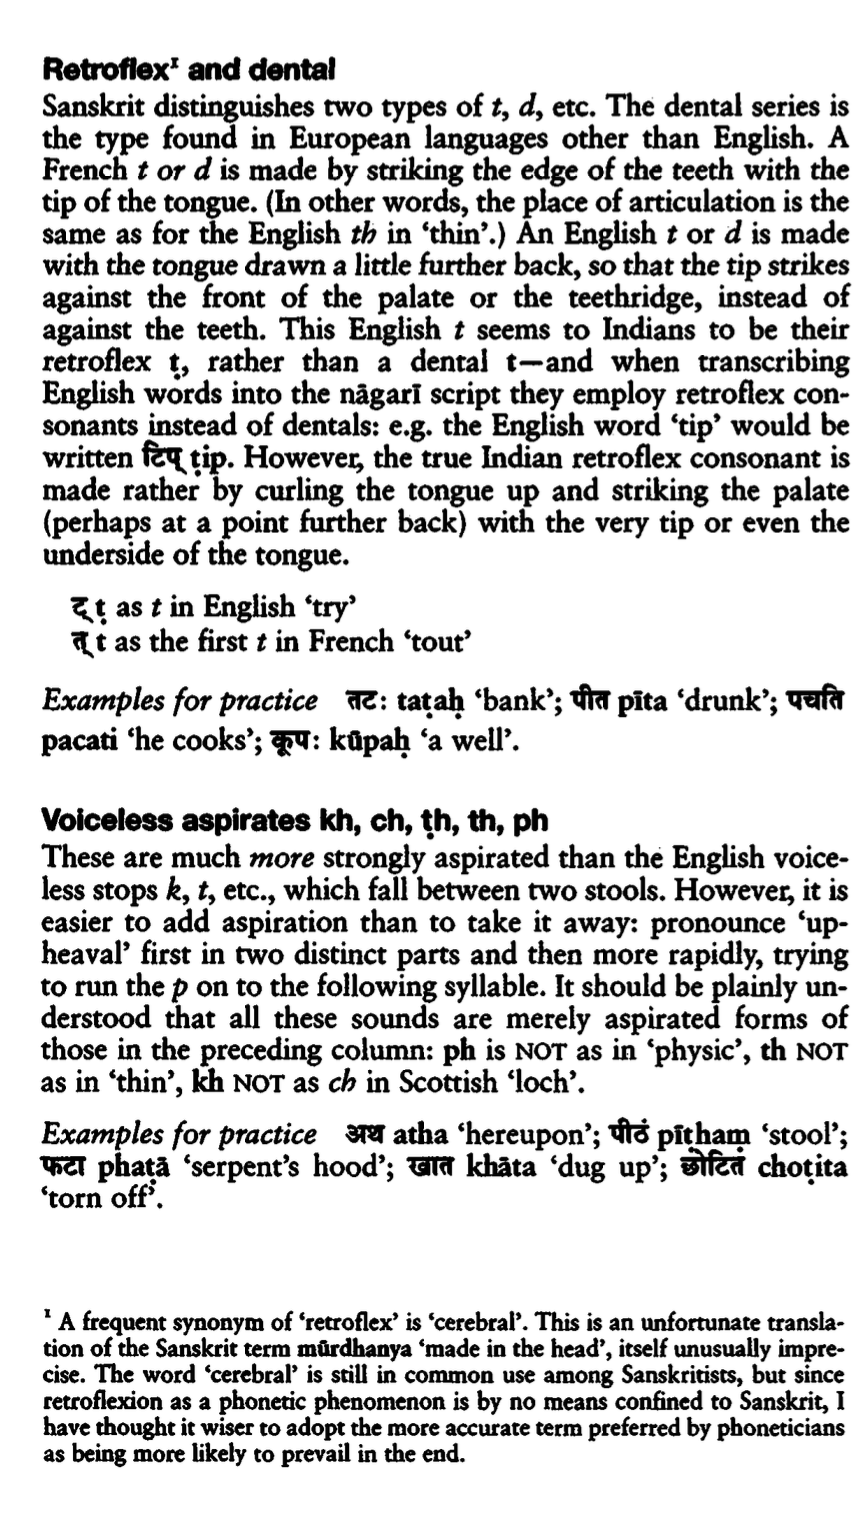 Retroflex¹ and dental
Sanskrit distinguishes two types of t, d, etc. The dental series is
the type found in European languages other than English. A
French t or d is made by striking the edge of the teeth with the
tip of the tongue. (In other words, the place of articulation is the
same as for the English th in ‘thin’.) An English t or d is made
with the tongue drawn a little further back, so that the tip strikes
against the front of the palate or the teethridge, instead of
against the teeth. This English t seems to Indians to be their
retroflex ṭ, rather than a dental t—and when transcribing
English words into the nāgarī script they employ retroflex con-
sonants instead of dentals: e.g. the English word ‘tip’ would be
written टिप् ṭip. However, the true Indian retroflex consonant is
made rather by curling the tongue up and striking the palate
(perhaps at a point further back) with the very tip or even the
underside of the tongue.
ट् ṭ as t in English ‘try’
त् t as the first t in French ‘tout’
Examples for practice तटः taṭaḥ ‘bank’; पीत pīta ‘drunk’; पचति
pacati ‘he cooks’; कूपः kūpaḥ ‘a well’.
Voiceless aspirates kh, ch, ṭh, th, ph
These are much more strongly aspirated than the English voice-
less stops k, t, etc., which fall between two stools. However, it is
easier to add aspiration than to take it away: pronounce ‘up-
heaval’ first in two distinct parts and then more rapidly, trying
to run the p on to the following syllable. It should be plainly un-
derstood that all these sounds are merely aspirated forms of
those in the preceding column: ph is NOT as in ‘physic’, th NOT
as in ‘thin’, kh NOT as ch in Scottish ‘loch’.
Examples for practice अथ atha ‘hereupon’; पीठं pīṭhaṃ ‘stool’;
फटा phaṭā ‘serpent’s hood’; खात khāta ‘dug up’; छोटितं choṭita
‘torn off’.
¹ A frequent synonym of ‘retroflex’ is ‘cerebral’. This is an unfortunate transla-
tion of the Sanskrit term mūrdhanya ‘made in the head’, itself unusually impre-
cise. The word ‘cerebral’ is still in common use among Sanskritists, but since
retroflexion as a phonetic phenomenon is by no means confined to Sanskrit, I
have thought it wiser to adopt the more accurate term preferred by phoneticians
as being more likely to prevail in the end.